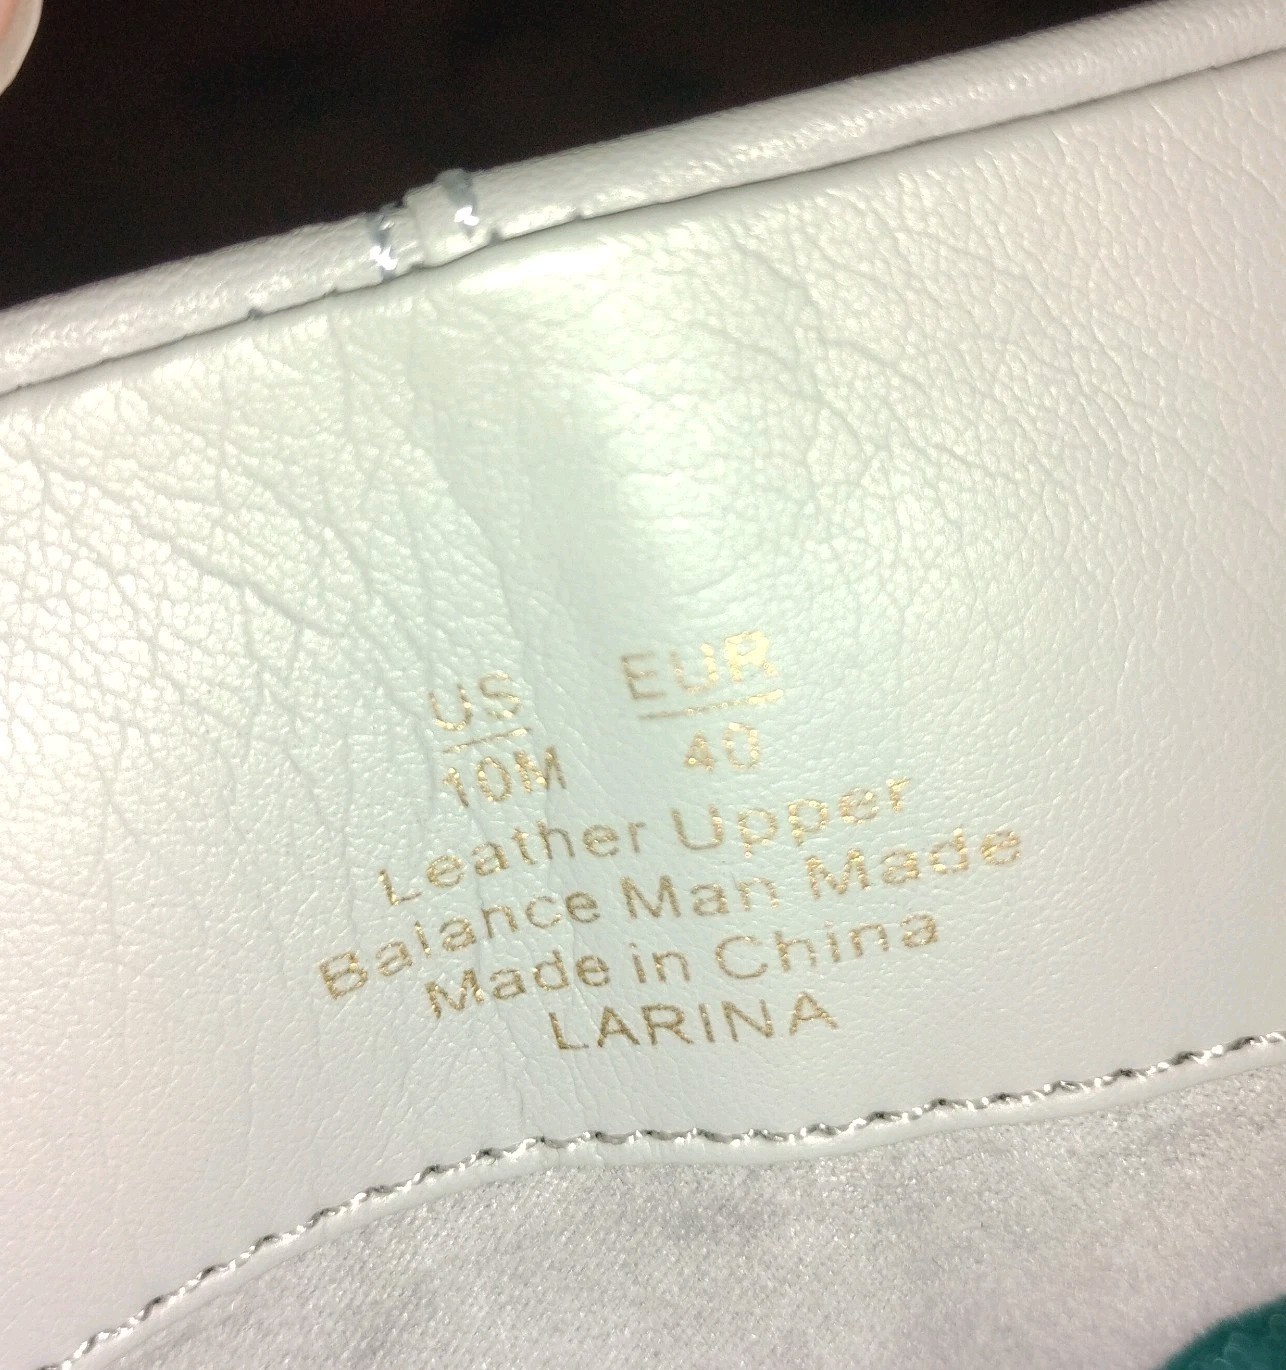 US EUR
10M 40
Leather Upper
Balance Man Made
Made in China
LARINA